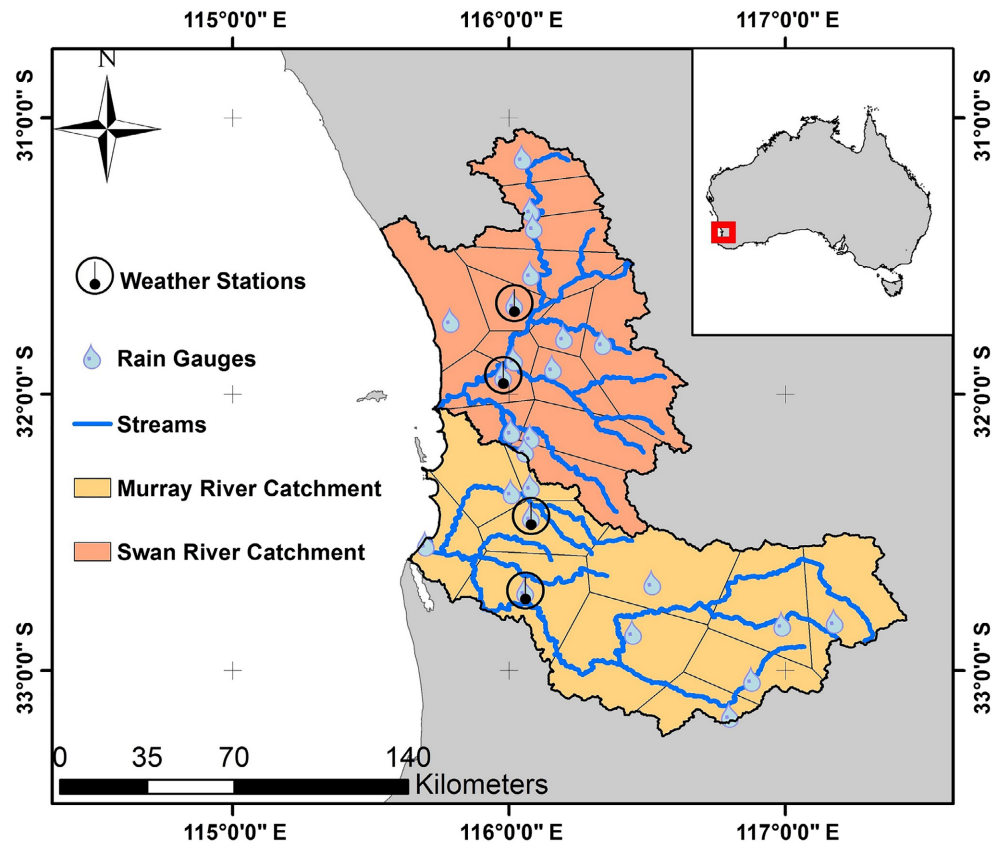 115°0'0" E 116°0'0" E 117°0'0" E
N
31°0'0" S
31°0'0" S
Weather Stations
Rain Gauges
32°0'0" S
32°0'0" S
Streams
Murray River Catchment
Swan River Catchment
33°0'0" S
33°0'0" S
0 35 70 140
Kilometers
115°0'0" E 116°0'0" E 117°0'0" E